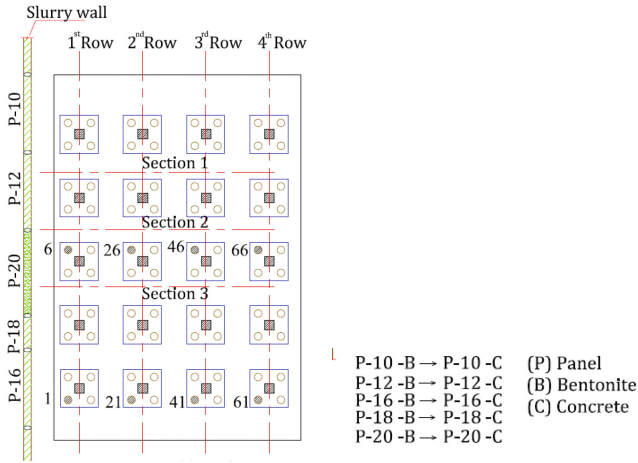 Slurry wall
1st Row 2nd Row 3rd Row 4th Row
P-10
Section 1
P-12
Section 2
6 26 46 66
P-20
Section 3
P-18
P-16
1 21 41 61
P-10 -B → P-10 -C (P) Panel
P-12 -B → P-12 -C (B) Bentonite
P-16 -B → P-16 -C (C) Concrete
P-18 -B → P-18 -C
P-20 -B → P-20 -C